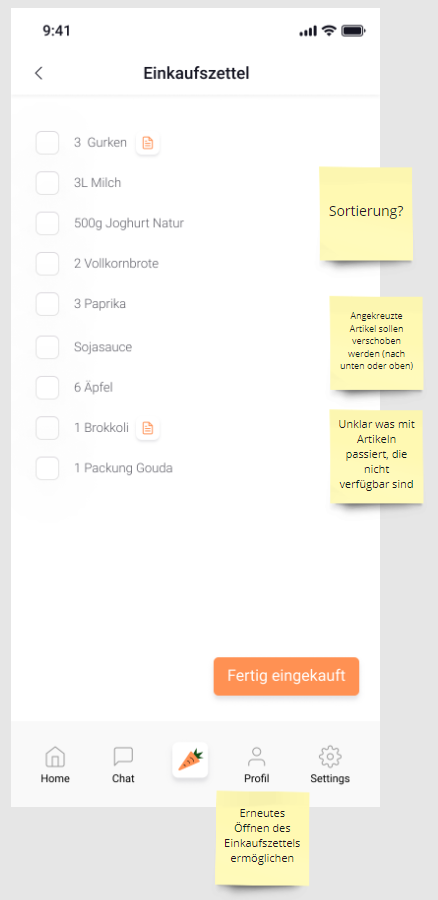 9:41
Einkaufszettel
3 Gurken
3L Milch
500g Joghurt Natur
2 Vollkornbrote
3 Paprika
Sojasauce
6 Äpfel
1 Brokkoli
1 Packung Gouda
Sortierung?
Angekreuzte
Artikel sollen
verschoben
werden (nach
unten oder oben)
Unklar was mit
Artikeln
passiert, die
nicht
verfügbar sind
Fertig eingekauft
Home
Chat
Profil
Settings
Erneutes
Öffnen des
Einkaufszettels
ermöglichen